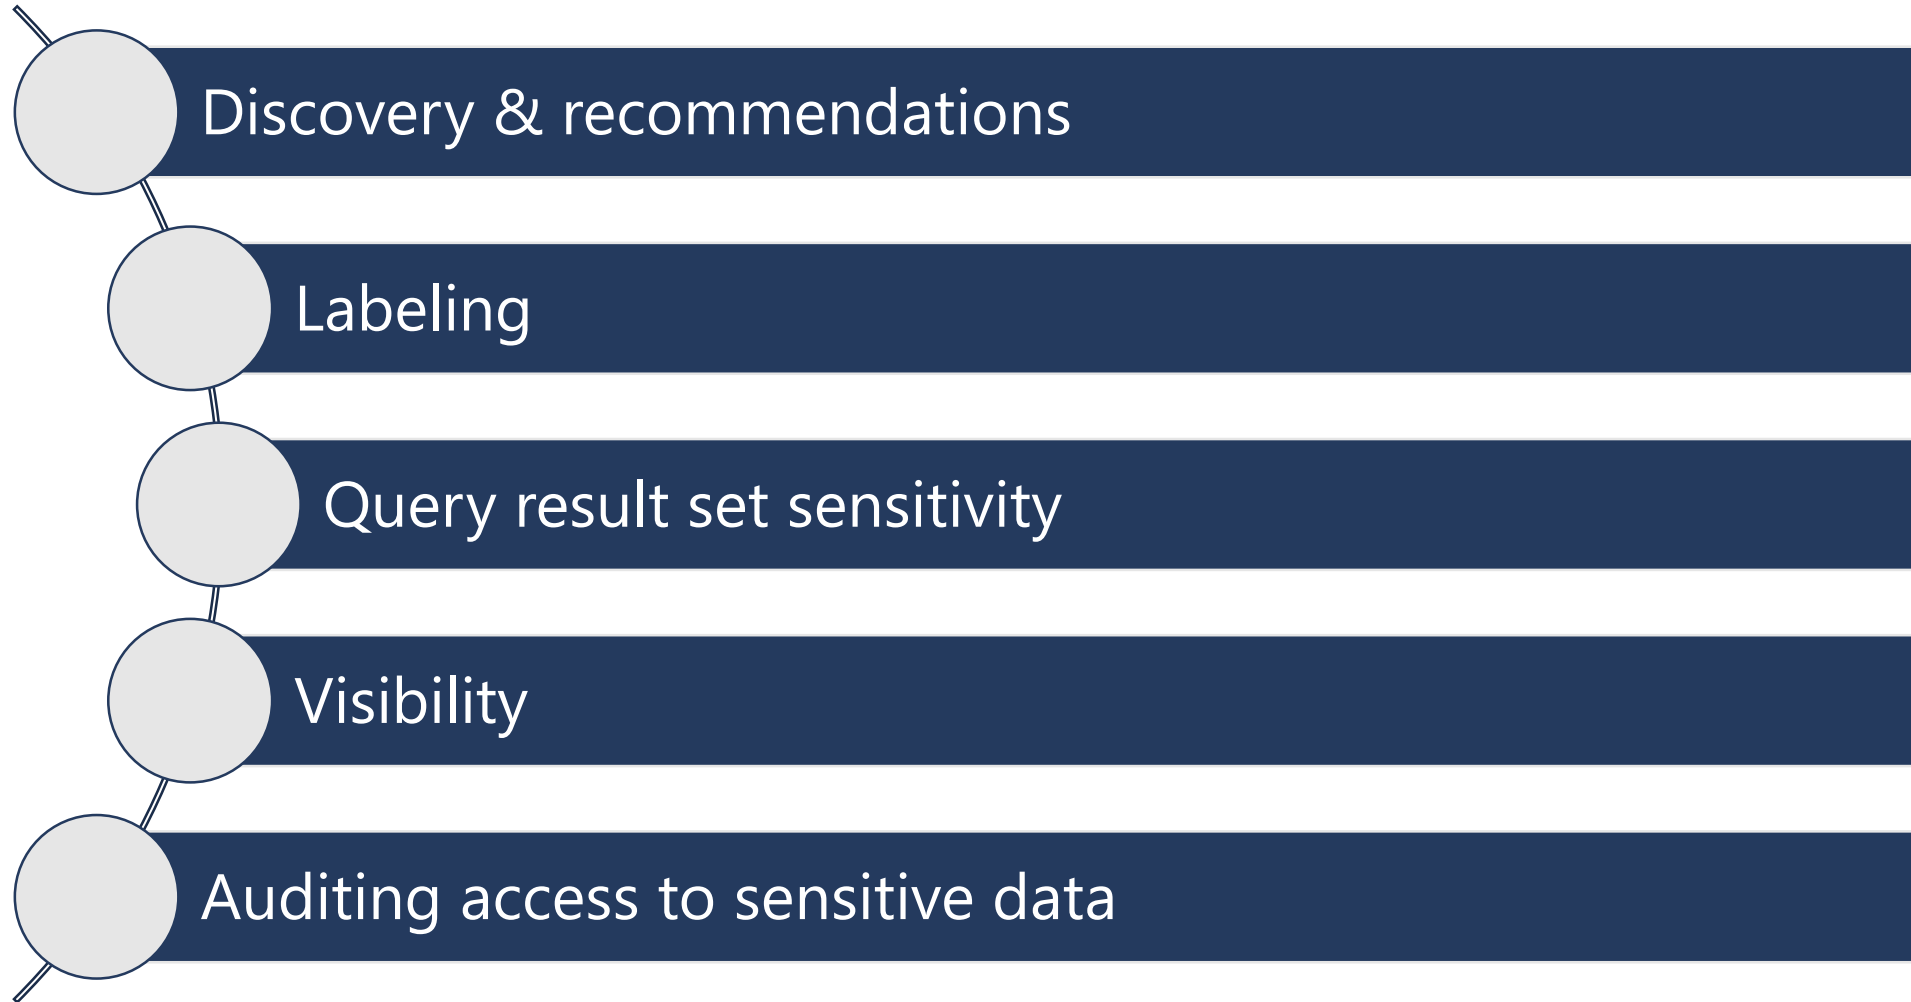 Discovery & recommendations
Labeling
Query result set sensitivity
Visibility
Auditing access to sensitive data